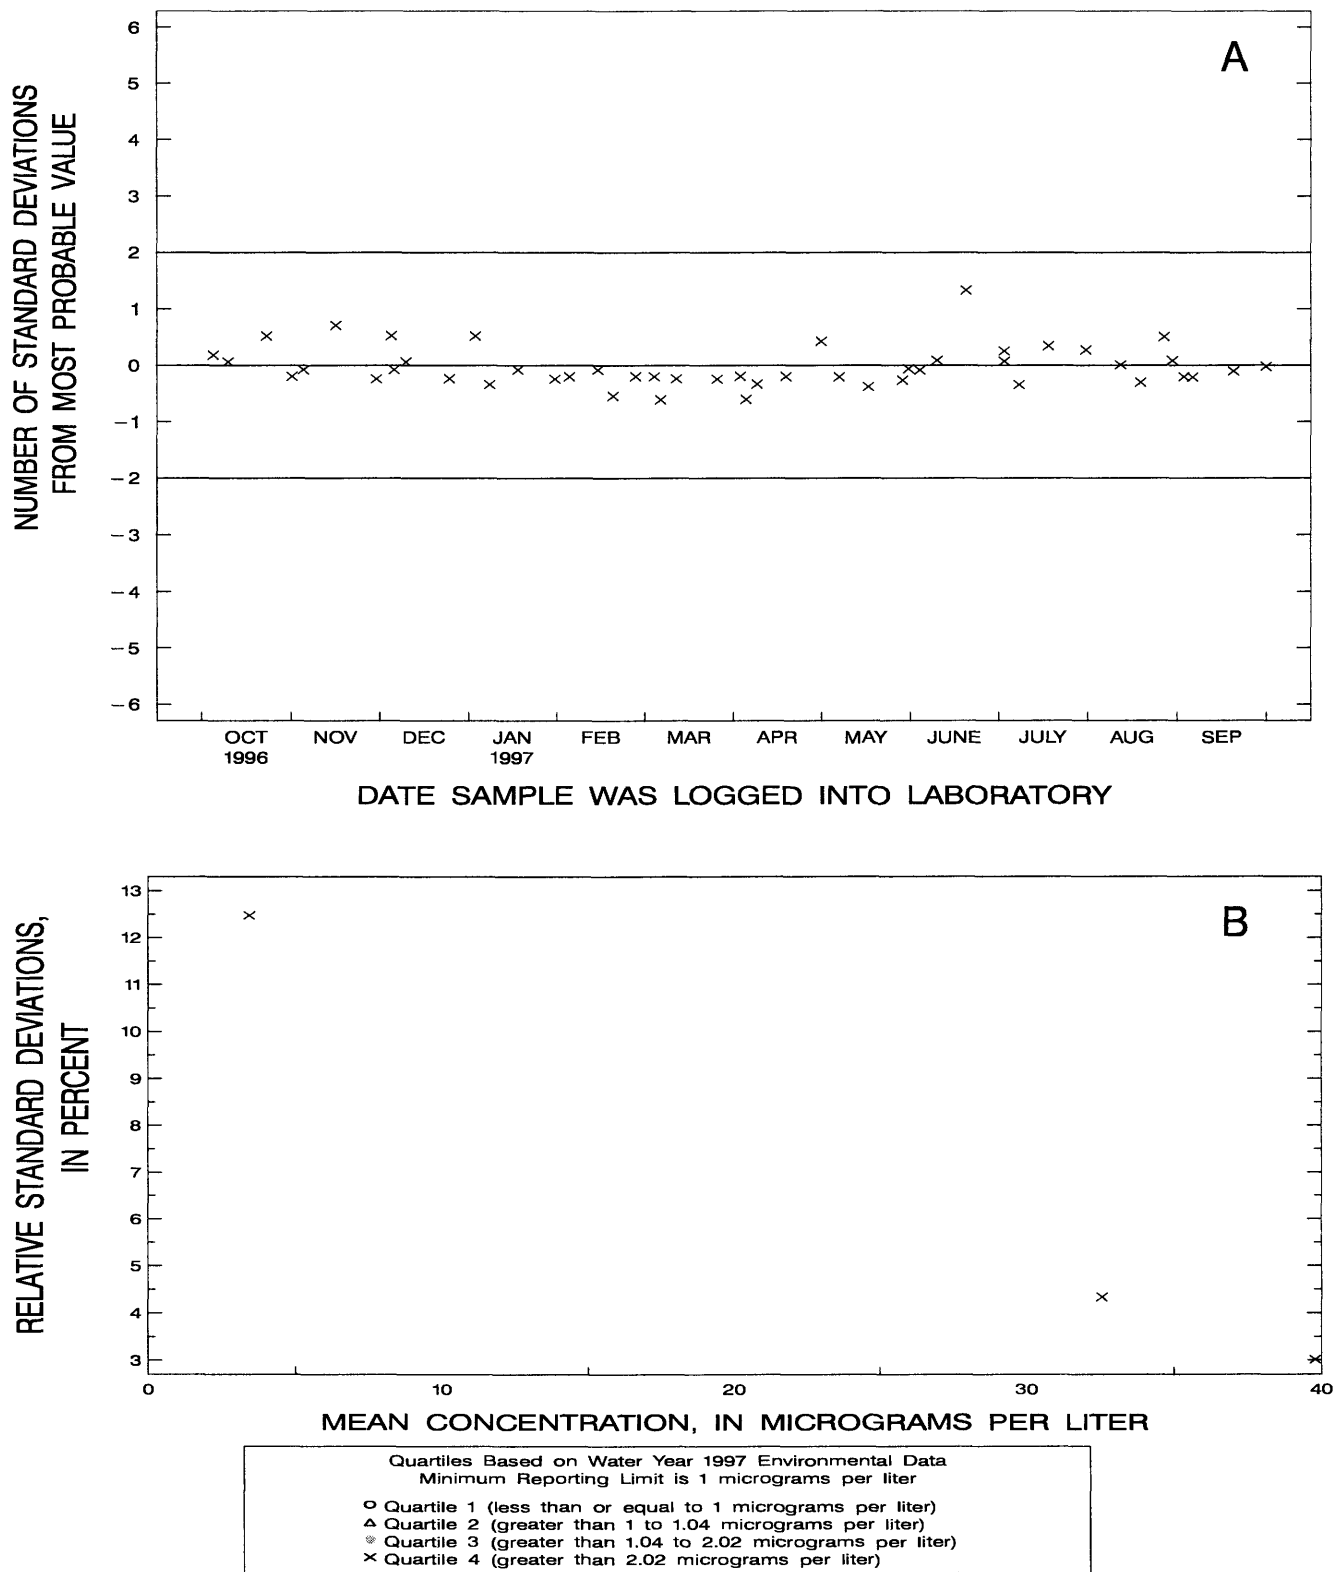 A
NUMBER OF STANDARD DEVIATIONS
FROM MOST PROBABLE VALUE
6
5
4
3
2
1
0
−1
−2
−3
−4
−5
−6
OCT NOV DEC JAN FEB MAR APR MAY JUNE JULY AUG SEP
1996 1997
DATE SAMPLE WAS LOGGED INTO LABORATORY
B
RELATIVE STANDARD DEVIATIONS,
IN PERCENT
13
12
11
10
9
8
7
6
5
4
3
0 10 20 30 40
MEAN CONCENTRATION, IN MICROGRAMS PER LITER
Quartiles Based on Water Year 1997 Environmental Data
Minimum Reporting Limit is 1 micrograms per liter
Quartile 1 (less than or equal to 1 micrograms per liter)
Quartile 2 (greater than 1 to 1.04 micrograms per liter)
Quartile 3 (greater than 1.04 to 2.02 micrograms per liter)
Quartile 4 (greater than 2.02 micrograms per liter)